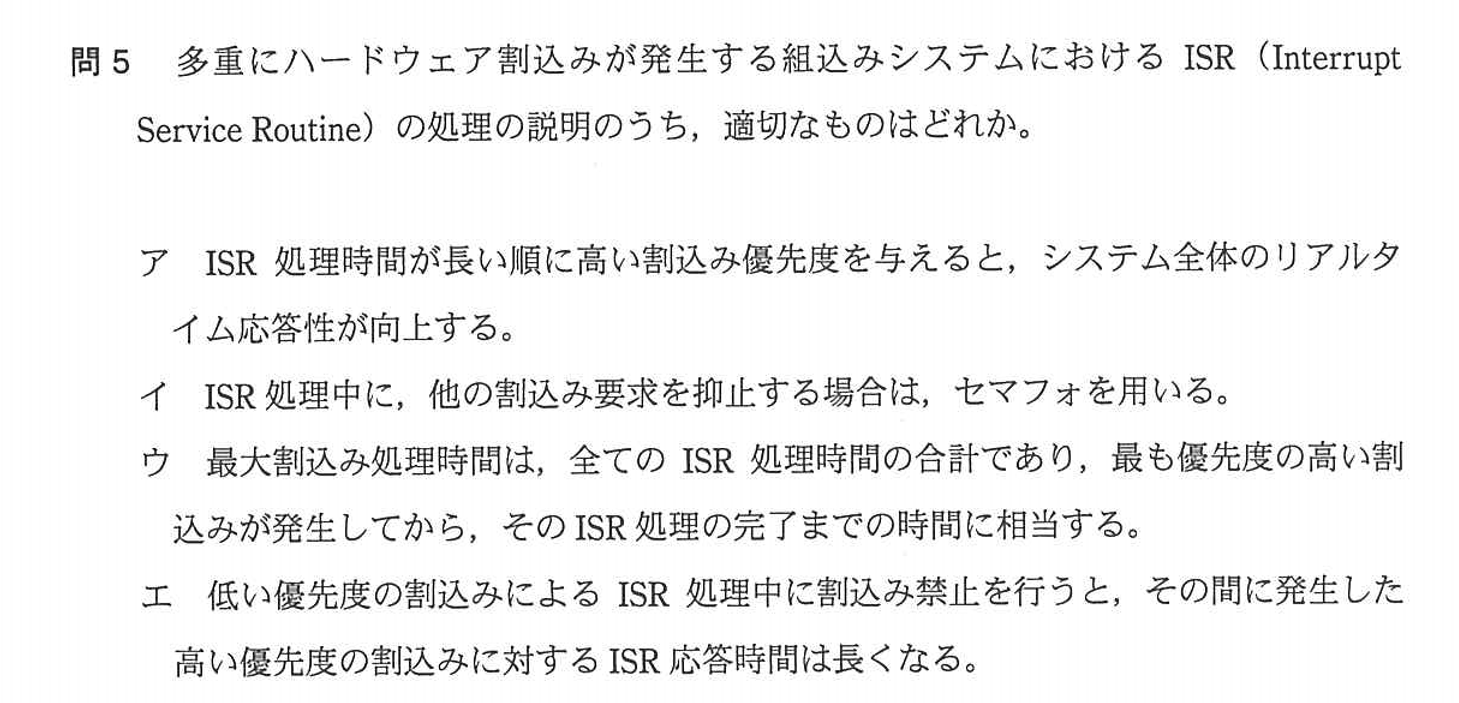 問5　多重にハードウェア割込みが発生する組込みシステムにおける ISR（Interrupt
Service Routine）の処理の説明のうち，適切なものはどれか。
ア　ISR 処理時間が長い順に高い割込み優先度を与えると，システム全体のリアルタ
イム応答性が向上する。
イ　ISR 処理中に，他の割込み要求を抑止する場合は，セマフォを用いる。
ウ　最大割込み処理時間は，全ての ISR 処理時間の合計であり，最も優先度の高い割
込みが発生してから，その ISR 処理の完了までの時間に相当する。
エ　低い優先度の割込みによる ISR 処理中に割込み禁止を行うと，その間に発生した
高い優先度の割込みに対する ISR 応答時間は長くなる。